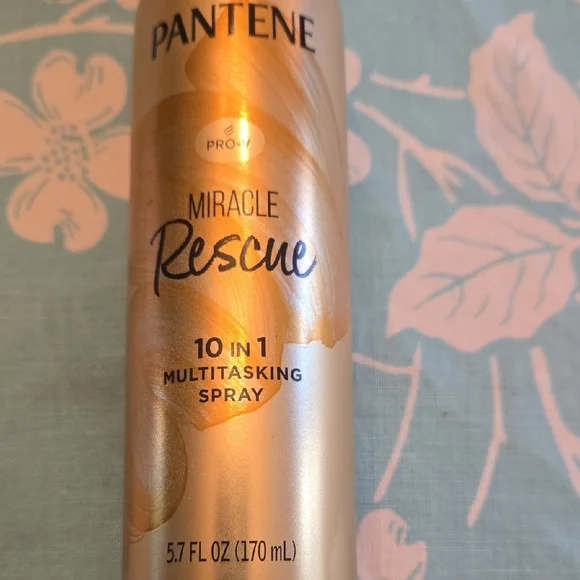 PANTENE
PRO-V
MIRACLE
Rescue
10 IN 1
MULTITASKING
SPRAY
5.7 FL OZ (170 mL)